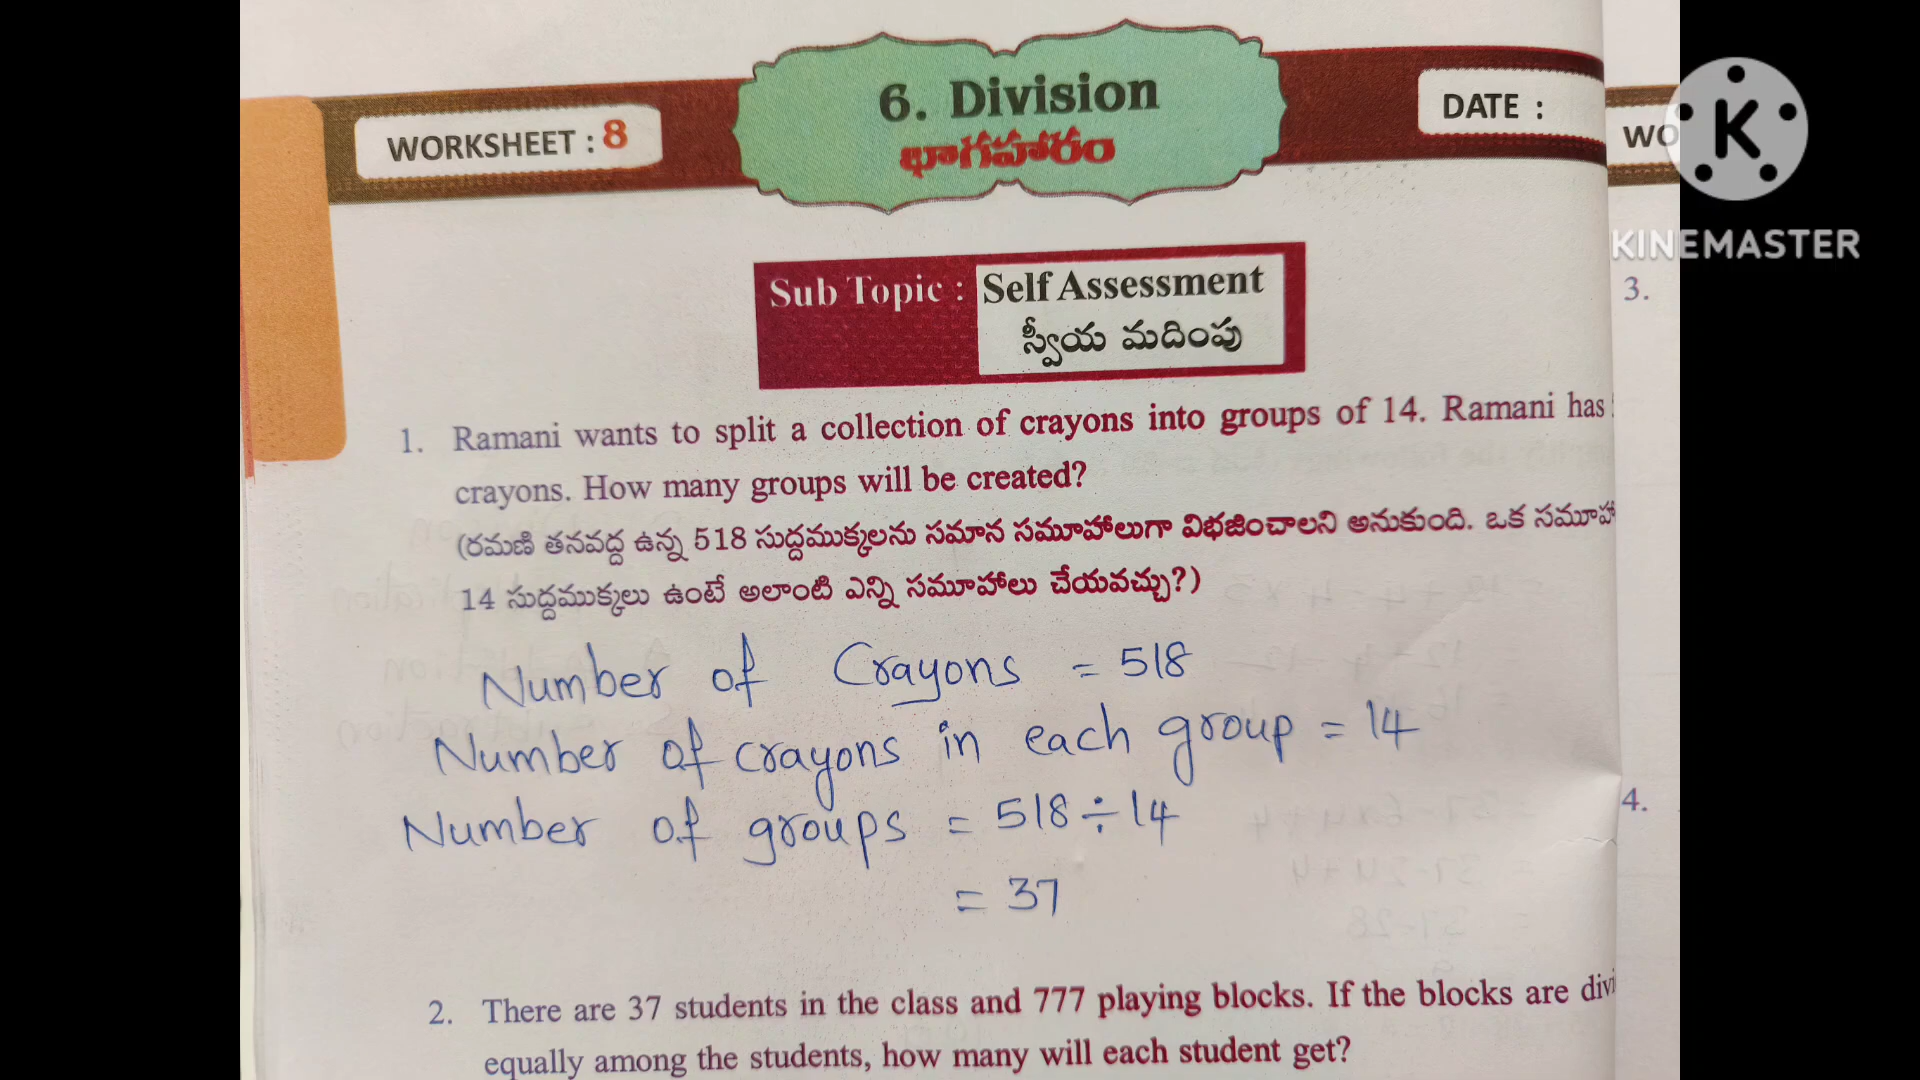 WORKSHEET : 8
6. Division
భాగహారం
DATE :
WO
K
KINEMASTER
Sub Topic : Self Assessment
స్వీయ మదింపు
1. Ramani wants to split a collection of crayons into groups of 14. Ramani has
crayons. How many groups will be created?
(రమణి తనవద్ద ఉన్న 518 సుద్దముక్కలను సమాన సమూహాలుగా విభజించాలని అనుకుంది. ఒక సమూహా
14 సుద్దముక్కలు ఉంటే అలాంటి ఎన్ని సమూహాలు చేయవచ్చు?)
Number of Crayons = 518
Number of crayons in each group = 14
Number of groups = 518 ÷ 14
= 37
2. There are 37 students in the class and 777 playing blocks. If the blocks are divi
equally among the students, how many will each student get?
3.
4.